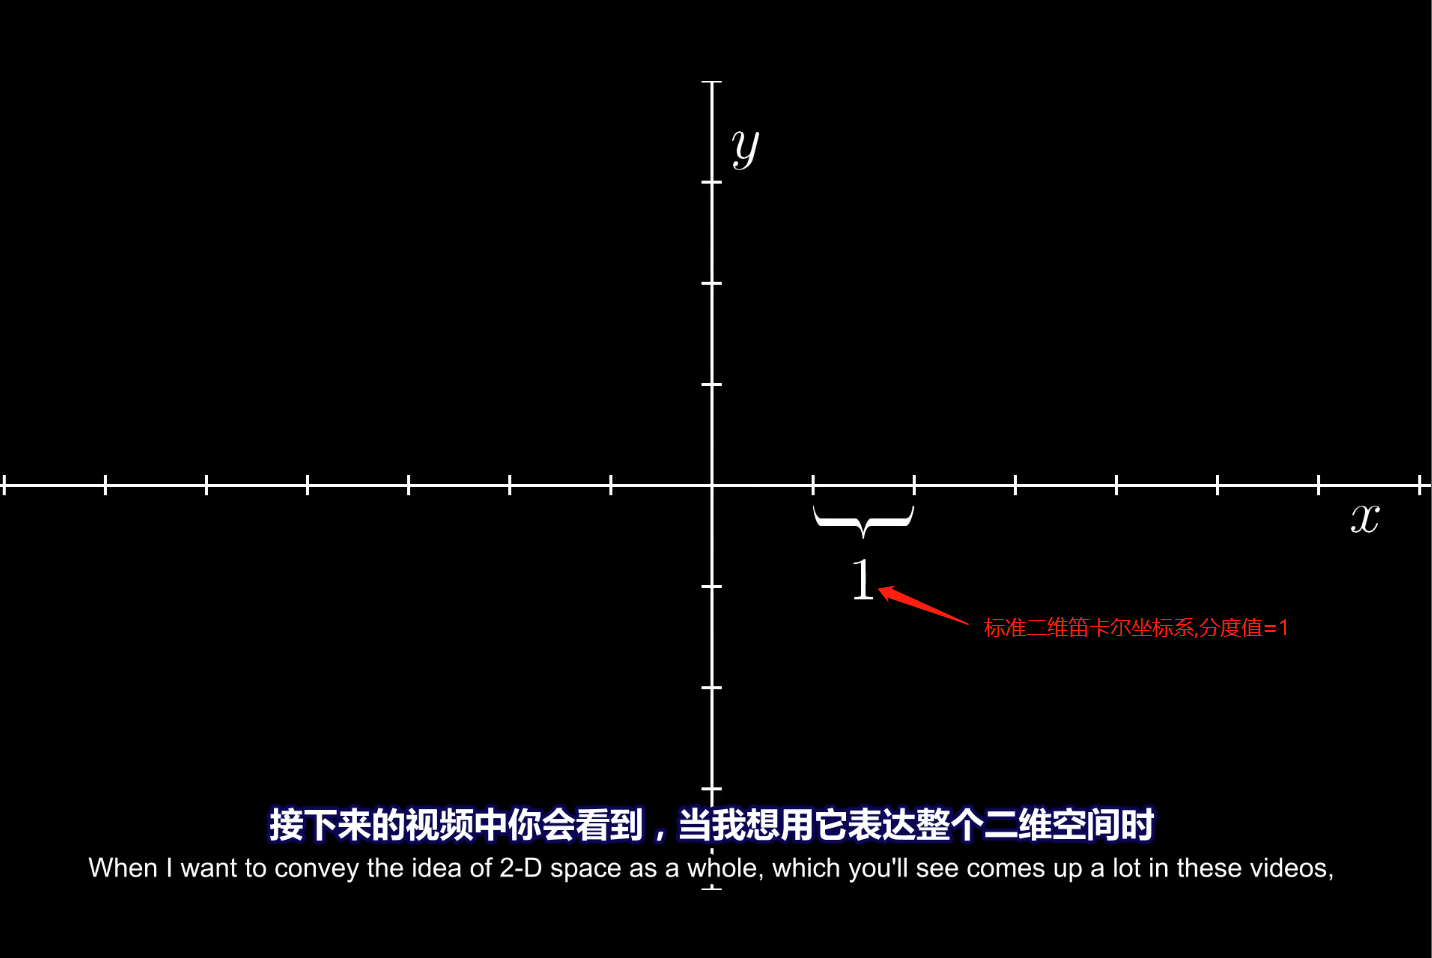 y
x
1
标准二维笛卡尔坐标系,分度值=1
接下来的视频中你会看到，当我想用它表达整个二维空间时
When I want to convey the idea of 2-D space as a whole, which you'll see comes up a lot in these videos,